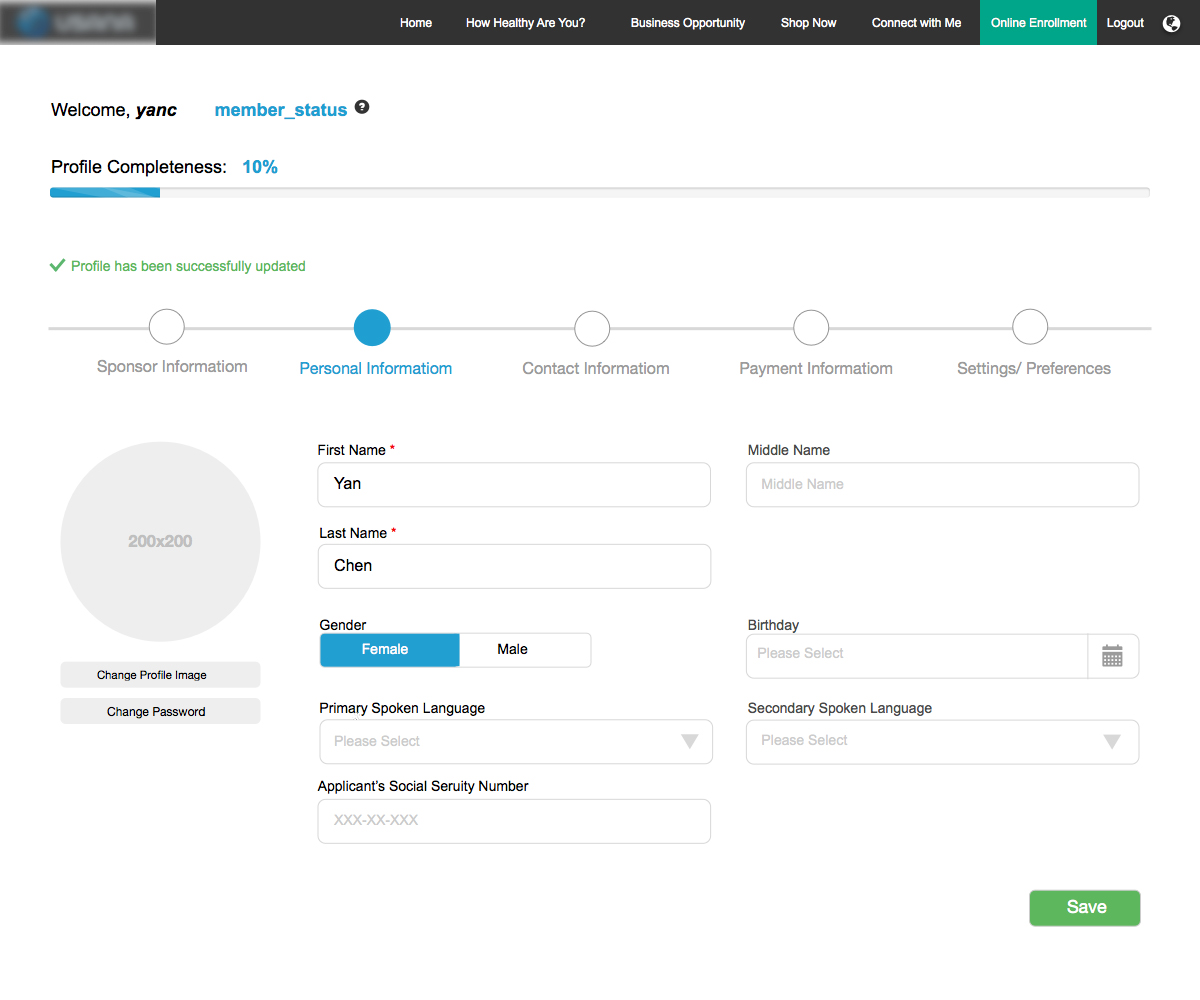 Home How Healthy Are You? Business Opportunity Shop Now Connect with Me Online Enrollment Logout
Welcome, yanc member_status ?
Profile Completeness: 10%
Profile has been successfully updated
Sponsor Informatiom Personal Informatiom Contact Informatiom Payment Informatiom Settings/ Preferences
First Name * Middle Name
Yan Middle Name
Last Name *
200x200
Chen
Gender Birthday
Female Male Please Select
Change Profile Image
Change Password
Primary Spoken Language Secondary Spoken Language
Please Select Please Select
Applicant's Social Seruity Number
XXX-XX-XXX
Save